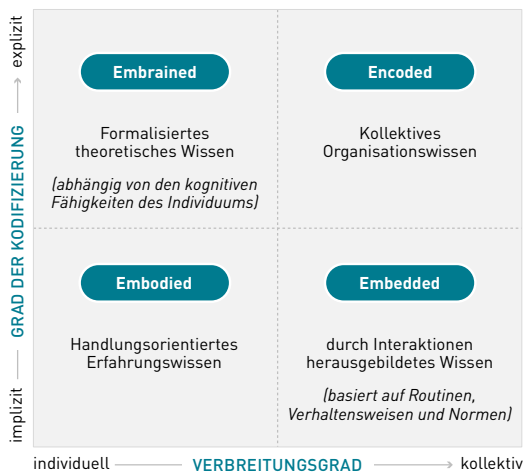 explizit
GRAD DER KODIFIZIERUNG
implizit
Embrained
Formalisiertes
theoretisches Wissen
(abhängig von den kognitiven
Fähigkeiten des Individuums)
Encoded
Kollektives
Organisationswissen
Embodied
Handlungsorientiertes
Erfahrungswissen
Embedded
durch Interaktionen
herausgebildetes Wissen
(basiert auf Routinen,
Verhaltensweisen und Normen)
individuell
VERBREITUNGSGRAD
kollektiv